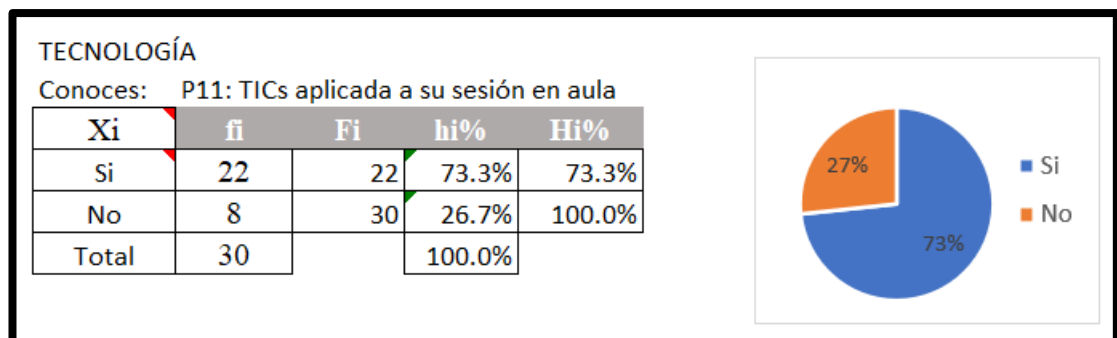 TECNOLOGÍA
Conoces: P11: TICs aplicada a su sesión en aula
Xi fi Fi hi% Hi%
Si 22 22 73.3% 73.3%
No 8 30 26.7% 100.0%
Total 30 100.0%
27%
73%
Si
No